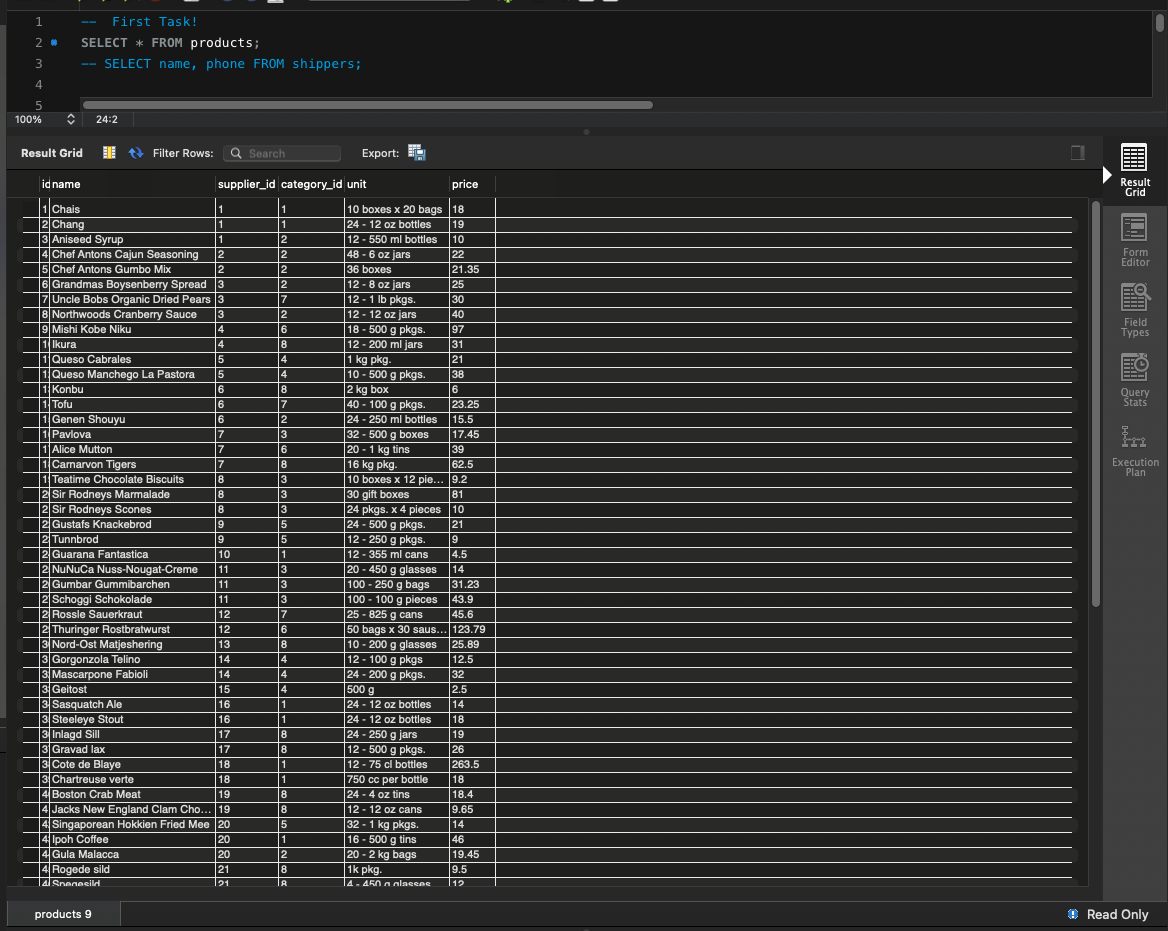 1 -- First Task!
2 SELECT * FROM products;
3 -- SELECT name, phone FROM shippers;
4
5
100% 24:2
Result Grid Filter Rows: Search Export:
id name supplier_id category_id unit price
1 Chais 1 1 10 boxes x 20 bags 18
2 Chang 1 1 24 - 12 oz bottles 19
3 Aniseed Syrup 1 2 12 - 550 ml bottles 10
4 Chef Antons Cajun Seasoning 2 2 48 - 6 oz jars 22
5 Chef Antons Gumbo Mix 2 2 36 boxes 21.35
6 Grandmas Boysenberry Spread 3 2 12 - 8 oz jars 25
7 Uncle Bobs Organic Dried Pears 3 7 12 - 1 lb pkgs. 30
8 Northwoods Cranberry Sauce 3 2 12 - 12 oz jars 40
9 Mishi Kobe Niku 4 6 18 - 500 g pkgs. 97
1 Ikura 4 8 12 - 200 ml jars 31
1 Queso Cabrales 5 4 1 kg pkg. 21
1 Queso Manchego La Pastora 5 4 10 - 500 g pkgs. 38
1 Konbu 6 8 2 kg box 6
1 Tofu 6 7 40 - 100 g pkgs. 23.25
1 Genen Shouyu 6 2 24 - 250 ml bottles 15.5
1 Pavlova 7 3 32 - 500 g boxes 17.45
1 Alice Mutton 7 6 20 - 1 kg tins 39
1 Carnarvon Tigers 7 8 16 kg pkg. 62.5
1 Teatime Chocolate Biscuits 8 3 10 boxes x 12 pie... 9.2
2 Sir Rodneys Marmalade 8 3 30 gift boxes 81
2 Sir Rodneys Scones 8 3 24 pkgs. x 4 pieces 10
2 Gustafs Knackebrod 9 5 24 - 500 g pkgs. 21
2 Tunnbrod 9 5 12 - 250 g pkgs. 9
2 Guarana Fantastica 10 1 12 - 355 ml cans 4.5
2 NuNuCa Nuss-Nougat-Creme 11 3 20 - 450 g glasses 14
2 Gumbar Gummibarchen 11 3 100 - 250 g bags 31.23
2 Schoggi Schokolade 11 3 100 - 100 g pieces 43.9
2 Rossle Sauerkraut 12 7 25 - 825 g cans 45.6
2 Thuringer Rostbratwurst 12 6 50 bags x 30 saus... 123.79
3 Nord-Ost Matjeshering 13 8 10 - 200 g glasses 25.89
3 Gorgonzola Telino 14 4 12 - 100 g pkgs 12.5
3 Mascarpone Fabioli 14 4 24 - 200 g pkgs. 32
3 Geitost 15 4 500 g 2.5
3 Sasquatch Ale 16 1 24 - 12 oz bottles 14
3 Steeleye Stout 16 1 24 - 12 oz bottles 18
3 Inlagd Sill 17 8 24 - 250 g jars 19
3 Gravad lax 17 8 12 - 500 g pkgs. 26
3 Cote de Blaye 18 1 12 - 75 cl bottles 263.5
3 Chartreuse verte 18 1 750 cc per bottle 18
4 Boston Crab Meat 19 8 24 - 4 oz tins 18.4
4 Jacks New England Clam Cho... 19 8 12 - 12 oz cans 9.65
4 Singaporean Hokkien Fried Mee 20 5 32 - 1 kg pkgs. 14
4 Ipoh Coffee 20 1 16 - 500 g tins 46
4 Gula Malacca 20 2 20 - 2 kg bags 19.45
4 Rogede sild 21 8 1k pkg. 9.5
4 Spegesild 21 8 4 - 450 g glasses 12
Result
Grid
Form
Editor
Field
Types
Query
Stats
Execution
Plan
products 9
Read Only